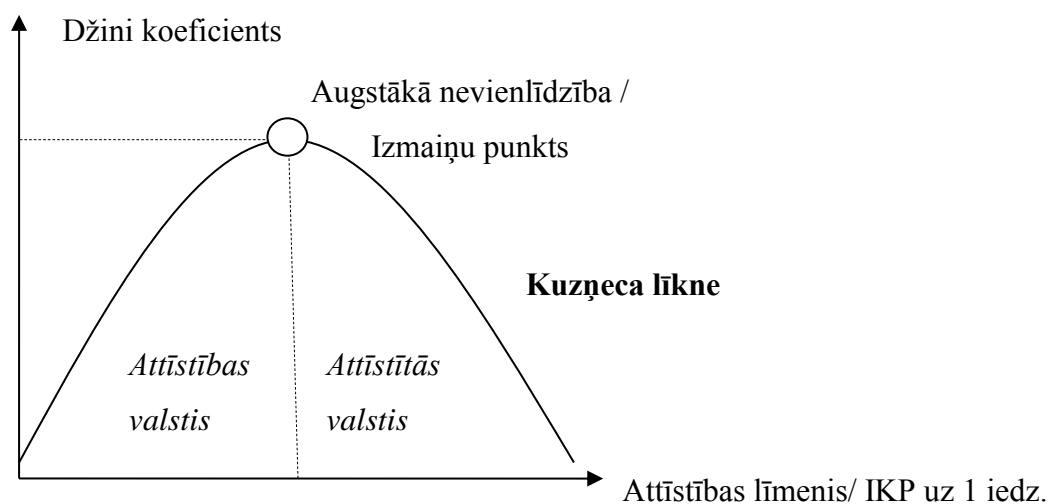 Džini koeficients
Augstākā nevienlīdzība /
Izmaiņu punkts
Kuzņeca līkne
Attīstības
valstis
Attīstītās
valstis
Attīstības līmenis/ IKP uz 1 iedz.